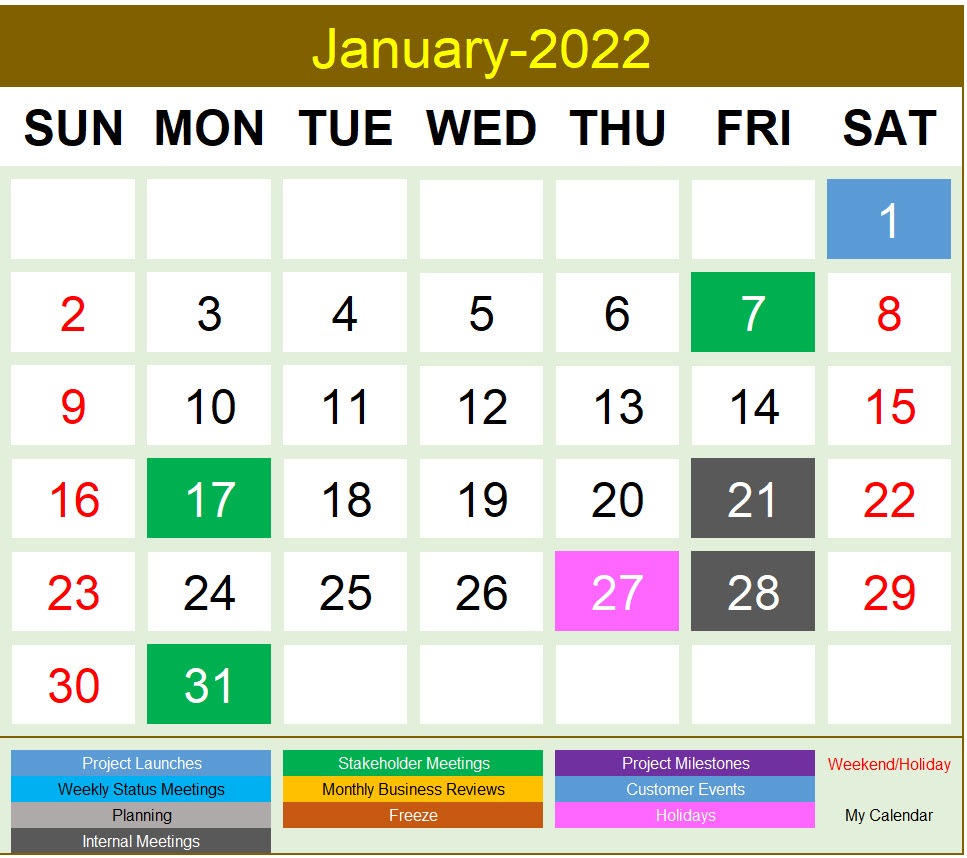 January-2022
SUN MON TUE WED THU FRI SAT
1
2 3 4 5 6 7 8
9 10 11 12 13 14 15
16 17 18 19 20 21 22
23 24 25 26 27 28 29
30 31
Project Launches Stakeholder Meetings Project Milestones Weekend/Holiday
Weekly Status Meetings Monthly Business Reviews Customer Events
Planning Freeze Holidays My Calendar
Internal Meetings